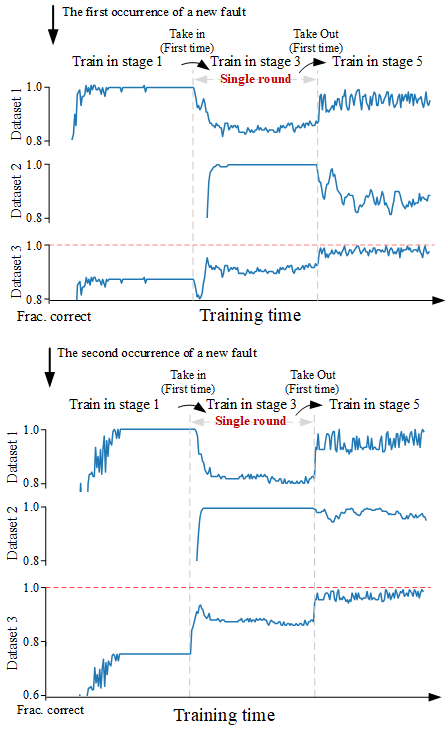 The first occurrence of a new fault
Take in
(First time)
Take Out
(First time)
Train in stage 1
Train in stage 3
Train in stage 5
Single round
1.0
0.8
Dataset 1
1.0
0.8
Dataset 2
1.0
0.8
Dataset 3
Frac. correct
Training time
The second occurrence of a new fault
Take in
(First time)
Take Out
(First time)
Train in stage 1
Train in stage 3
Train in stage 5
Single round
1.0
0.8
Dataset 1
1.0
0.8
Dataset 2
1.0
0.8
0.6
Dataset 3
Frac. correct
Training time